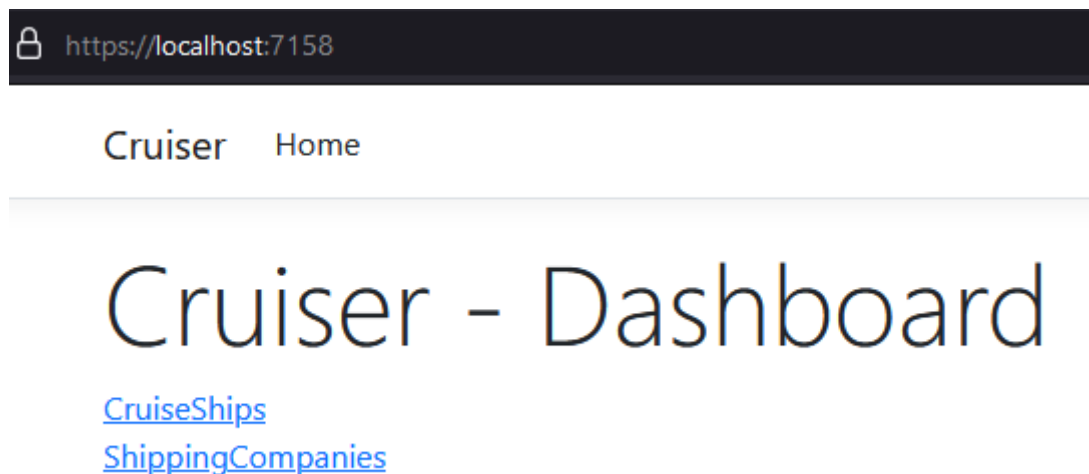 https://localhost:7158
Cruiser Home
Cruiser - Dashboard
CruiseShips
ShippingCompanies